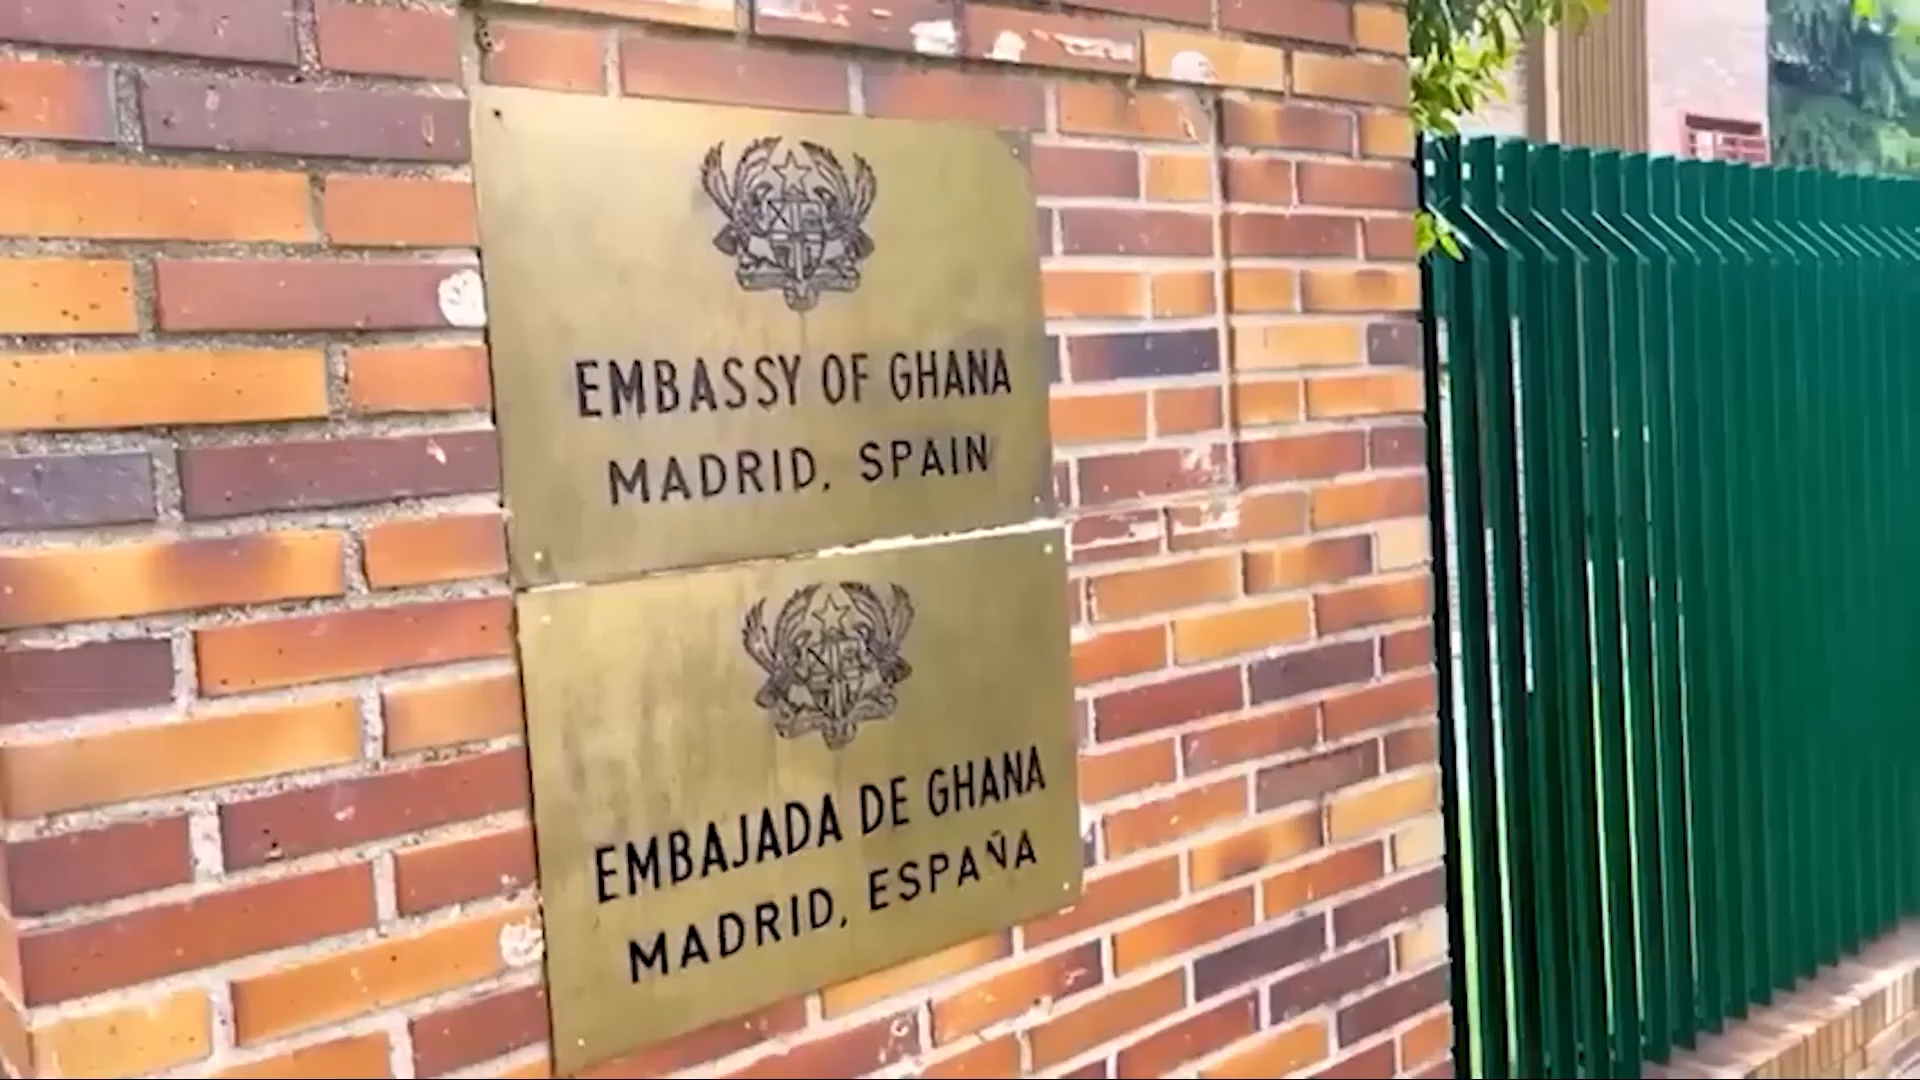 EMBASSY OF GHANA
MADRID, SPAIN
EMBAJADA DE GHANA
MADRID, ESPAÑA